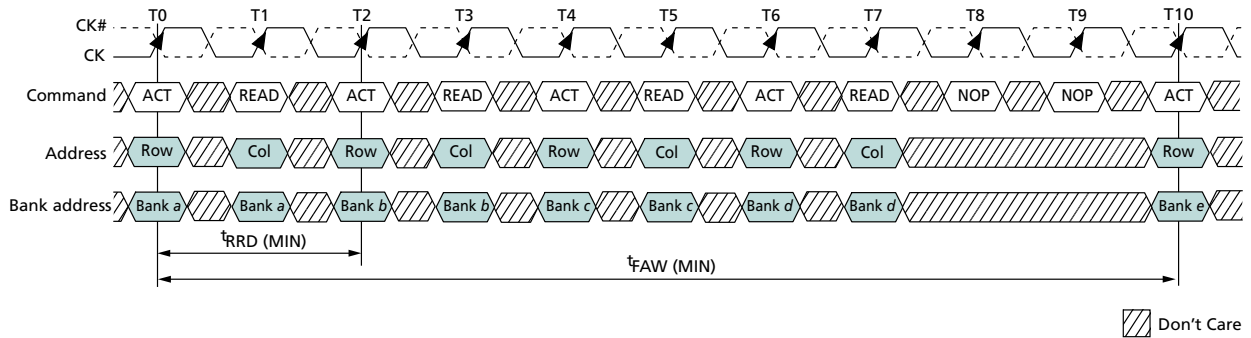 T0 T1 T2 T3 T4 T5 T6 T7 T8 T9 T10
CK#
CK
Command ACT READ ACT READ ACT READ ACT READ NOP NOP ACT
Address Row Col Row Col Row Col Row Col Row
Bank address Bank a Bank a Bank b Bank b Bank c Bank c Bank d Bank d Bank e
tRRD (MIN)
tFAW (MIN)
Don't Care